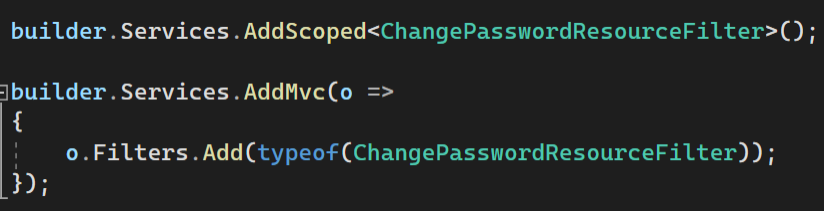 builder.Services.AddScoped<ChangePasswordResourceFilter>();
builder.Services.AddMvc(o =>
{
    o.Filters.Add(typeof(ChangePasswordResourceFilter));
});